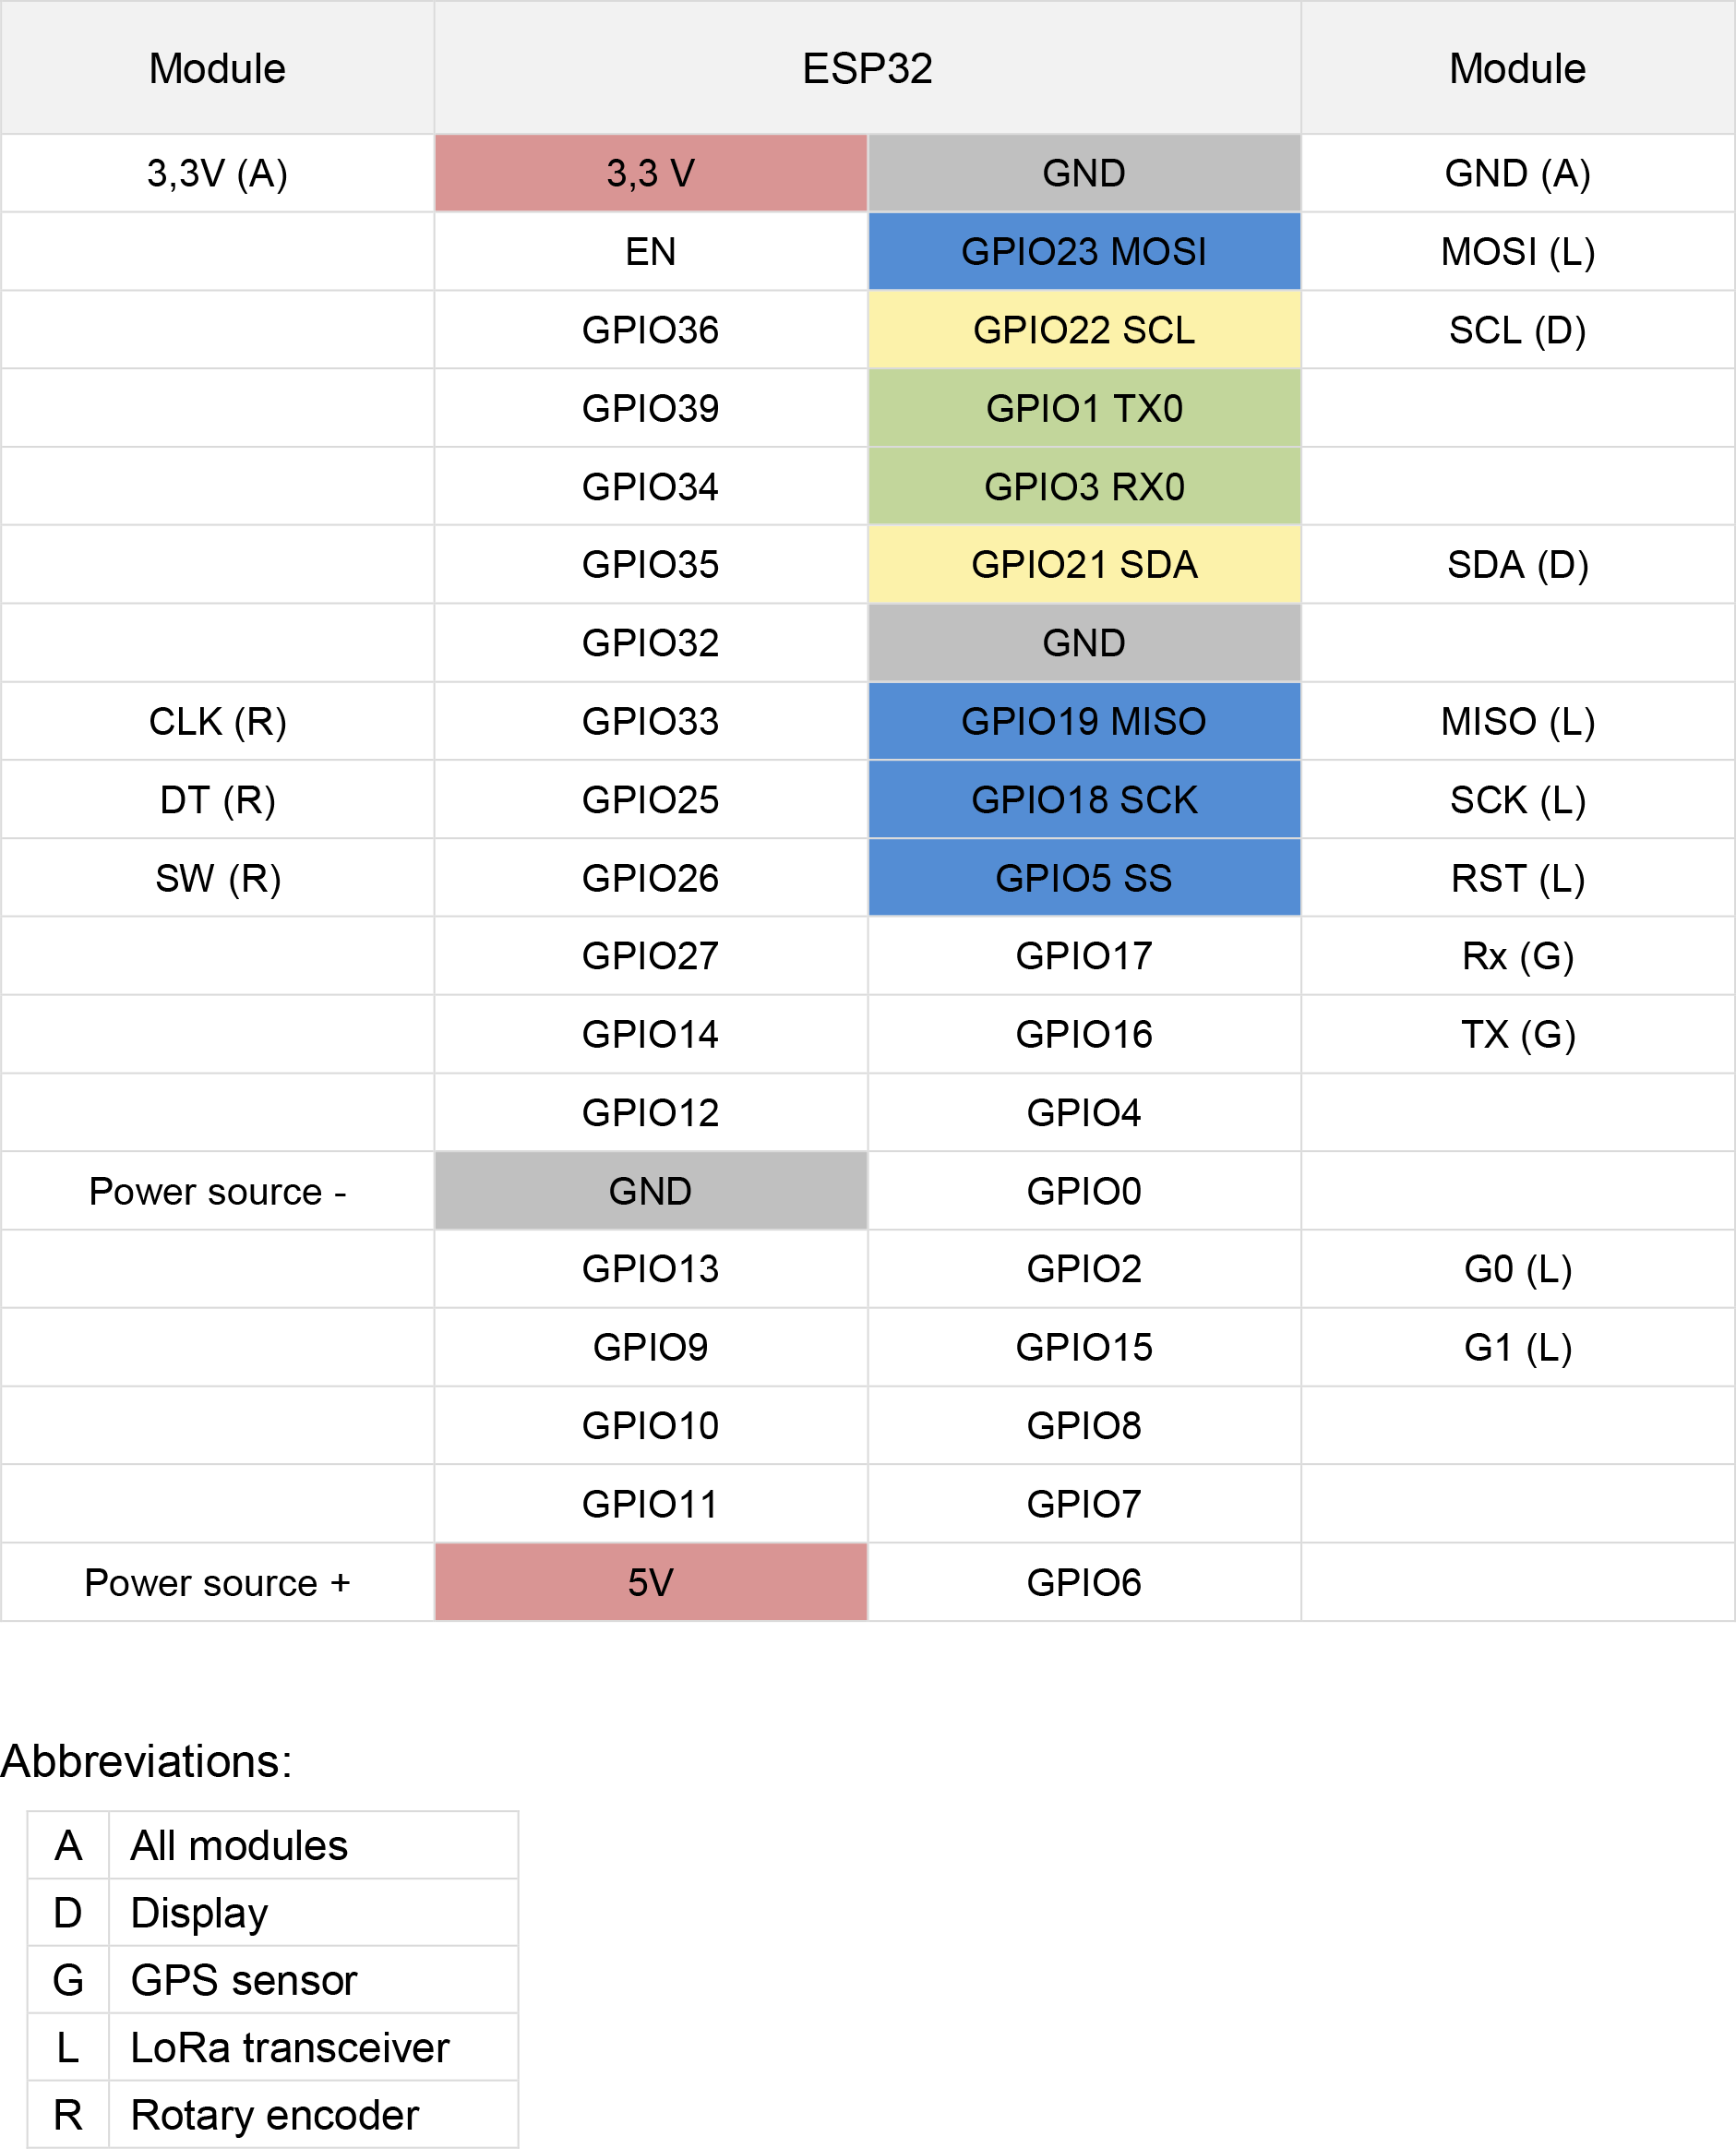 Module ESP32 Module
3,3V (A) 3,3 V GND GND (A)
EN GPIO23 MOSI MOSI (L)
GPIO36 GPIO22 SCL SCL (D)
GPIO39 GPIO1 TX0
GPIO34 GPIO3 RX0
GPIO35 GPIO21 SDA SDA (D)
GPIO32 GND
CLK (R) GPIO33 GPIO19 MISO MISO (L)
DT (R) GPIO25 GPIO18 SCK SCK (L)
SW (R) GPIO26 GPIO5 SS RST (L)
GPIO27 GPIO17 Rx (G)
GPIO14 GPIO16 TX (G)
GPIO12 GPIO4
Power source - GND GPIO0
GPIO13 GPIO2 G0 (L)
GPIO9 GPIO15 G1 (L)
GPIO10 GPIO8
GPIO11 GPIO7
Power source + 5V GPIO6
Abbreviations:
A All modules
D Display
G GPS sensor
L LoRa transceiver
R Rotary encoder